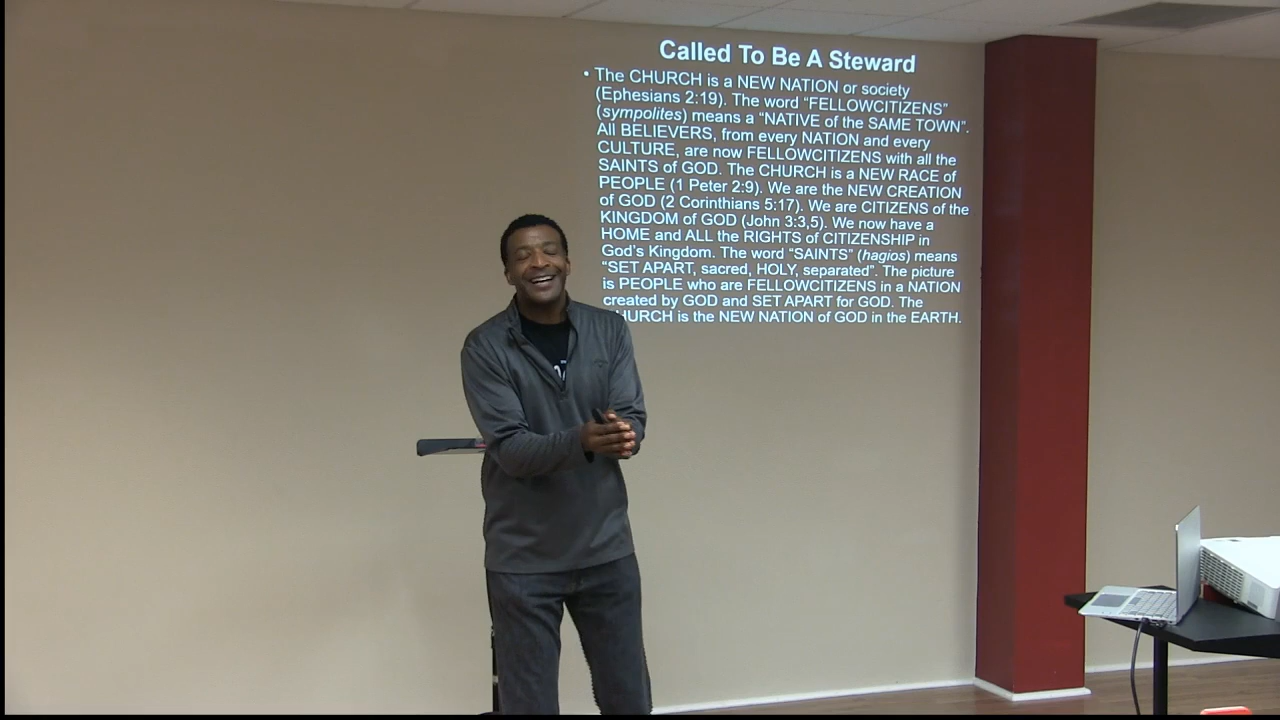 Called To Be A Steward
• The CHURCH is a NEW NATION or society
(Ephesians 2:19). The word “FELLOWCITIZENS”
(sympolites) means a “NATIVE of the SAME TOWN”.
All BELIEVERS, from every NATION and every
CULTURE, are now FELLOWCITIZENS with all the
SAINTS of GOD. The CHURCH is a NEW RACE of
PEOPLE (1 Peter 2:9). We are the NEW CREATION
of GOD (2 Corinthians 5:17). We are CITIZENS of the
KINGDOM of GOD (John 3:3,5). We now have a
HOME and ALL the RIGHTS of CITIZENSHIP in
God’s Kingdom. The word “SAINTS” (hagios) means
“SET APART, sacred, HOLY, separated”. The picture
is PEOPLE who are FELLOWCITIZENS in a NATION
created by GOD and SET APART for GOD. The
CHURCH is the NEW NATION of GOD in the EARTH.